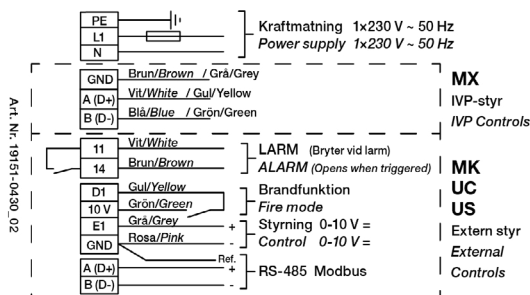 PE
L1
N
Kraftmatning 1×230 V ~ 50 Hz
Power supply 1×230 V ~ 50 Hz
GND Brun/Brown / Grå/Grey
A (D+) Vit/White / Gul/Yellow
B (D-) Blå/Blue / Grön/Green
MX
IVP-styr
IVP Controls
Art. Nr. 19151-0430_02
11 Vit/White
14 Brun/Brown
LARM (Bryter vid larm)
ALARM (Opens when triggered)
D1 Gul/Yellow
10 V Grön/Green
Brandfunktion
Fire mode
E1 Grå/Grey +
GND Rosa/Pink -
Styrning 0-10 V =
Control 0-10 V =
Ref.
A (D+) +
B (D-) -
RS-485 Modbus
MK
UC
US
Extern styr
External
Controls